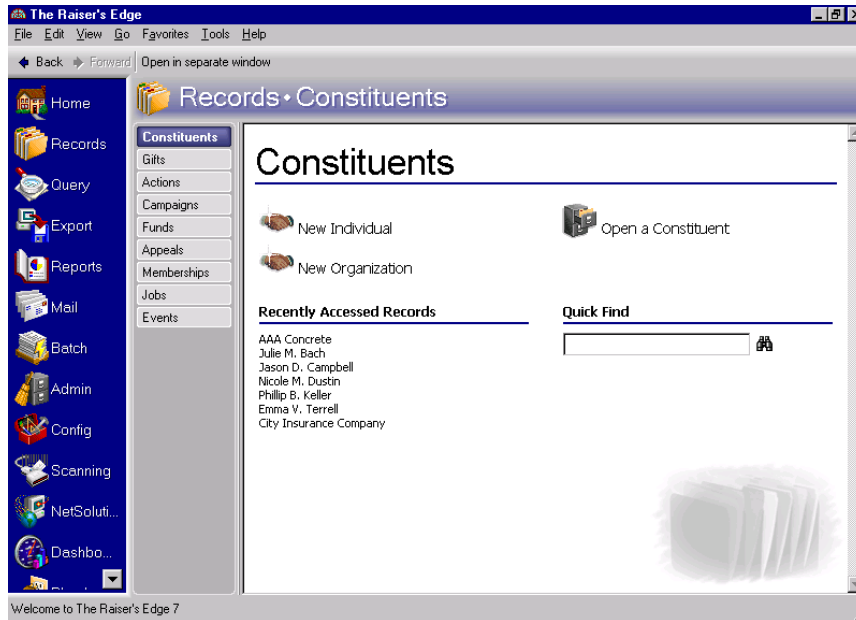 The Raiser's Edge
File Edit View Go Favorites Tools Help
Back Forward Open in separate window
Records • Constituents
Home
Records
Query
Export
Reports
Mail
Batch
Admin
Config
Scanning
NetSoluti...
Dashbo...
Constituents
Gifts
Actions
Campaigns
Funds
Appeals
Memberships
Jobs
Events
Constituents
New Individual
Open a Constituent
New Organization
Recently Accessed Records
AAA Concrete
Julie M. Bach
Jason D. Campbell
Nicole M. Dustin
Phillip B. Keller
Emma V. Terrell
City Insurance Company
Quick Find
Welcome to The Raiser's Edge 7